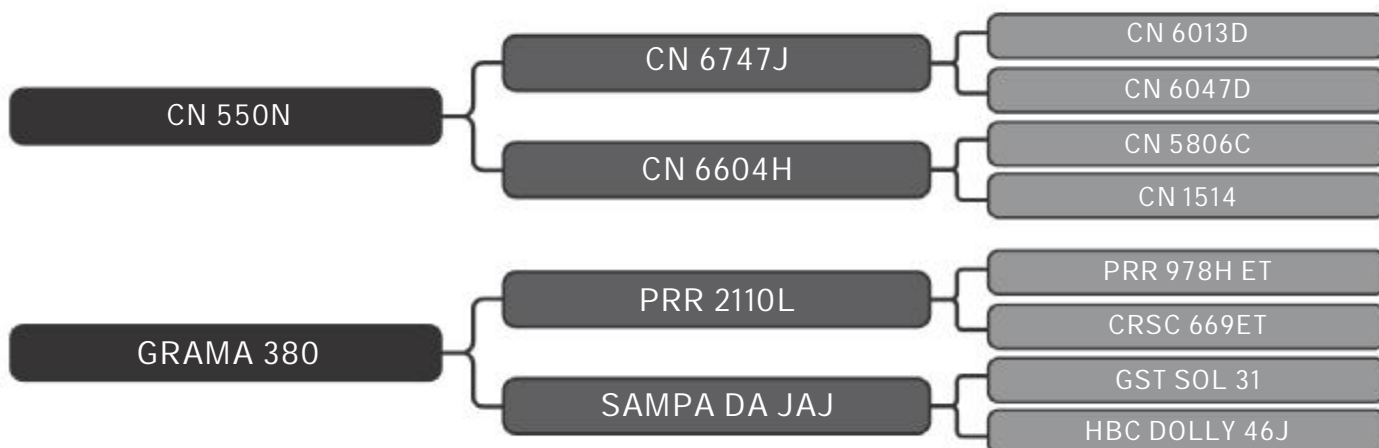 CN 550N
CN 6747J
CN 6013D
CN 6047D
CN 6604H
CN 5806C
CN 1514
GRAMA 380
PRR 2110L
PRR 978H ET
CRSC 669ET
SAMPA DA JAJ
GST SOL 31
HBC DOLLY 46J